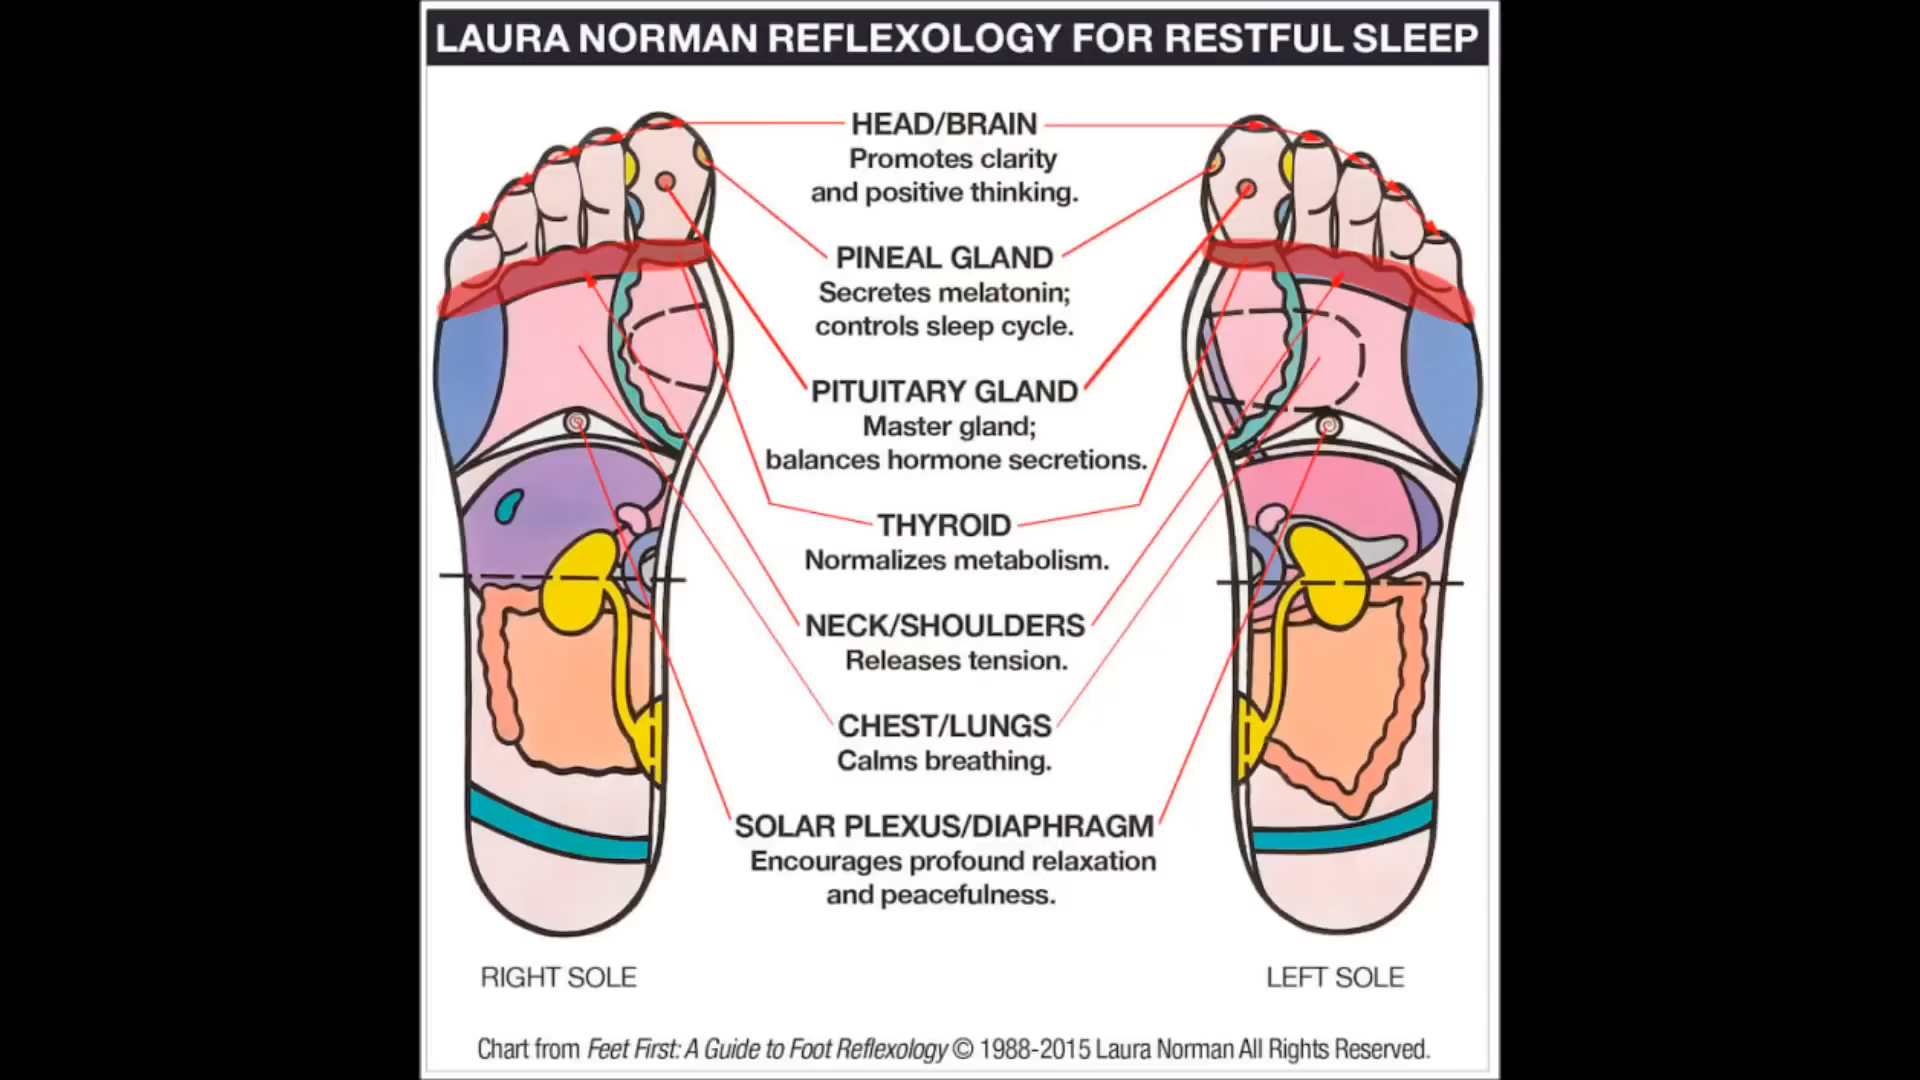 LAURA NORMAN REFLEXOLOGY FOR RESTFUL SLEEP
HEAD/BRAIN
Promotes clarity
and positive thinking.
PINEAL GLAND
Secretes melatonin;
controls sleep cycle.
PITUITARY GLAND
Master gland;
balances hormone secretions.
THYROID
Normalizes metabolism.
NECK/SHOULDERS
Releases tension.
CHEST/LUNGS
Calms breathing.
SOLAR PLEXUS/DIAPHRAGM
Encourages profound relaxation
and peacefulness.
RIGHT SOLE
LEFT SOLE
Chart from Feet First: A Guide to Foot Reflexology © 1988-2015 Laura Norman All Rights Reserved.